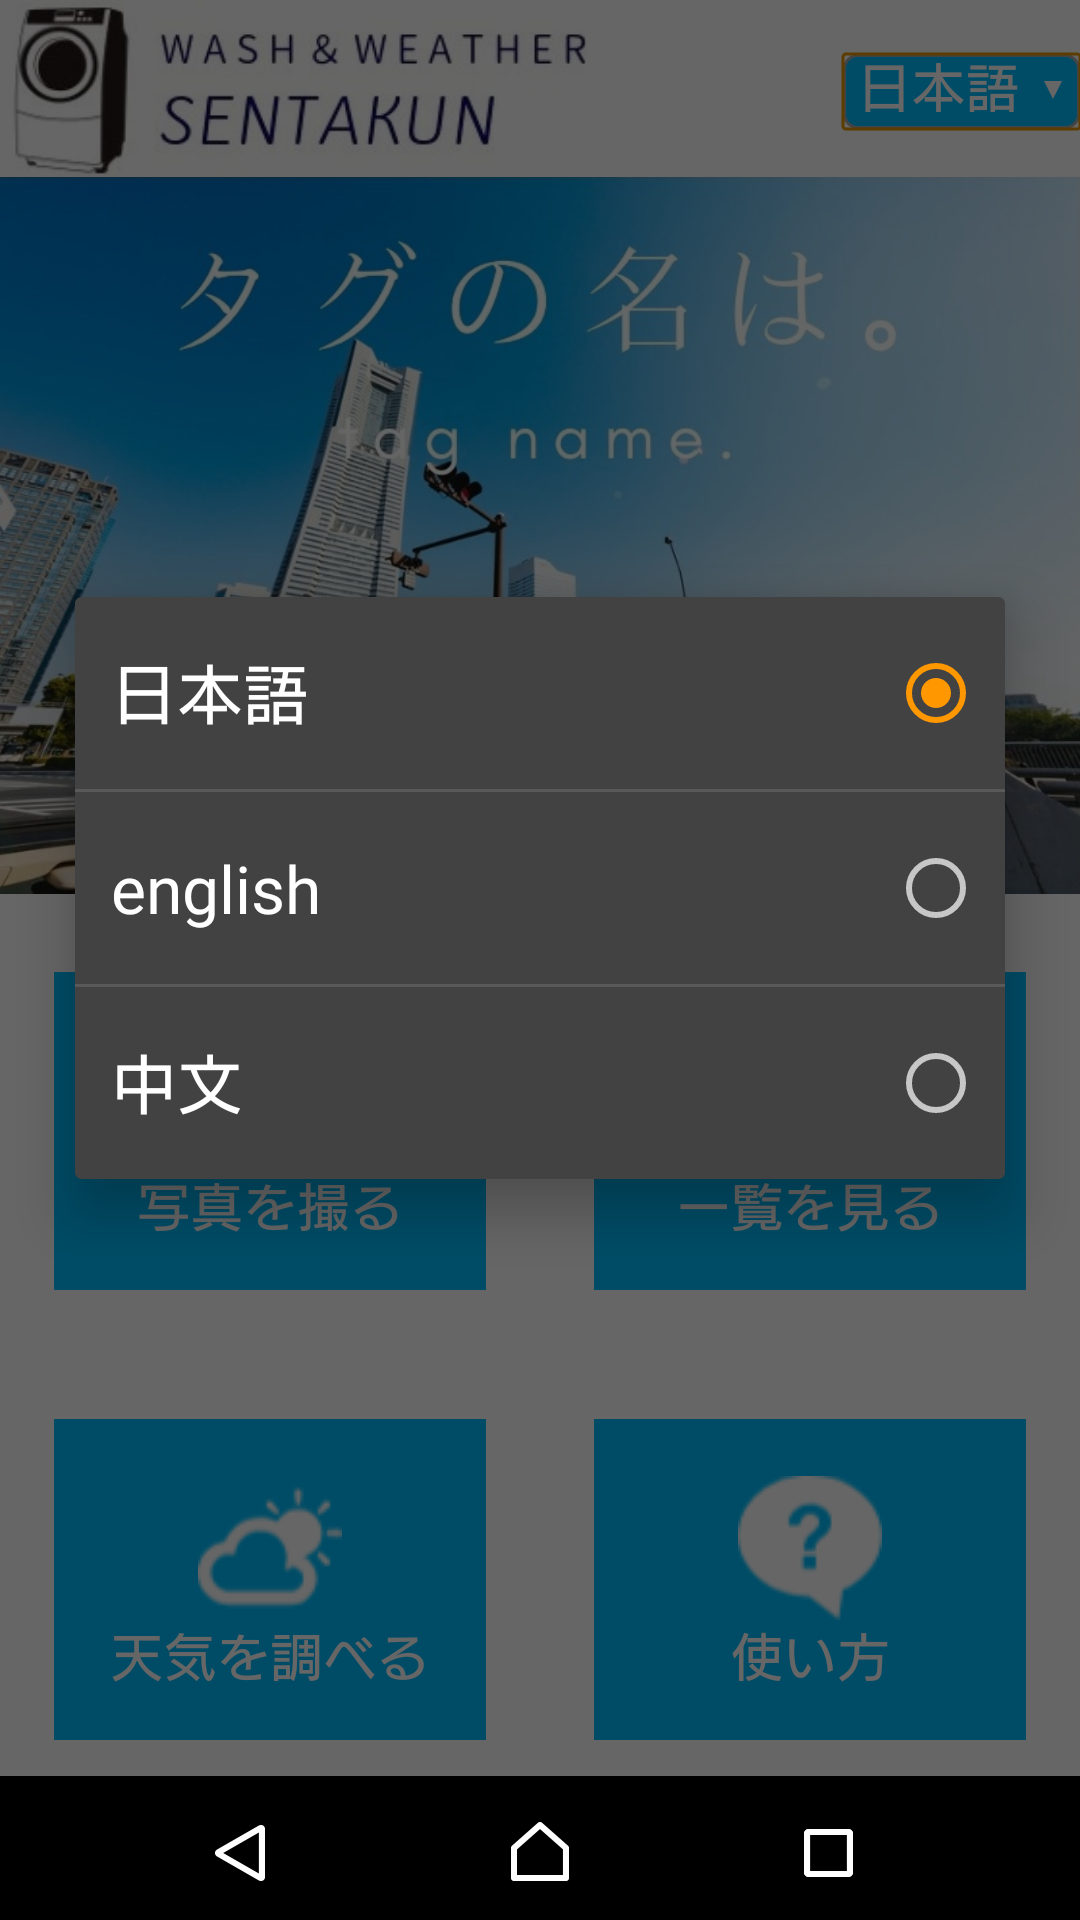 WASH & WEATHER
SENTAKUN
日本語 ▼
タグの名は。
tag name.
日本語
english
中文
写真を撮る
一覧を見る
天気を調べる
使い方